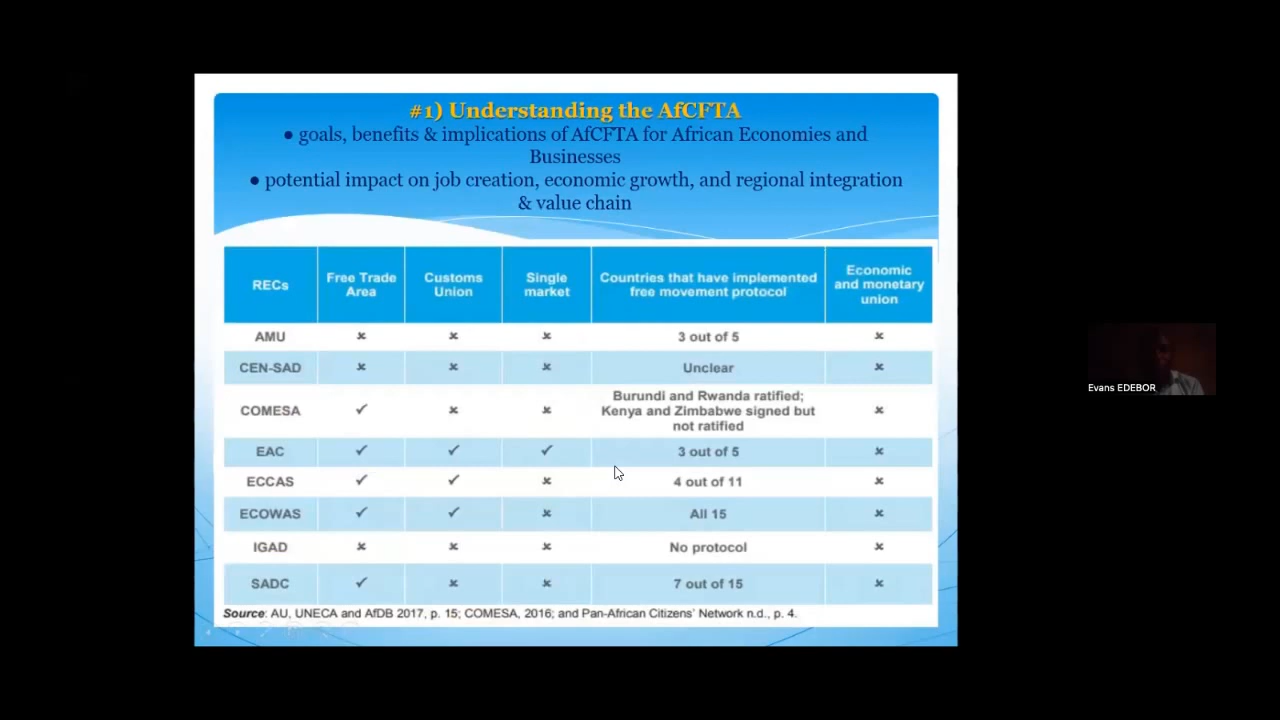 #1) Understanding the AfCFTA
● goals, benefits & implications of AfCFTA for African Economies and
Businesses
● potential impact on job creation, economic growth, and regional integration
& value chain
RECs
Free Trade
Area
Customs
Union
Single
market
Countries that have implemented
free movement protocol
Economic
and monetary
union
AMU × × × 3 out of 5 ×
CEN-SAD × × × Unclear ×
COMESA ✓ × × Burundi and Rwanda ratified;
Kenya and Zimbabwe signed but
not ratified ×
EAC ✓ ✓ ✓ 3 out of 5 ×
ECCAS ✓ ✓ × 4 out of 11 ×
ECOWAS ✓ ✓ × All 15 ×
IGAD × × × No protocol ×
SADC ✓ × × 7 out of 15 ×
Source: AU, UNECA and AfDB 2017, p. 15; COMESA, 2016; and Pan-African Citizens' Network n.d., p. 4.
Evans EDEBOR